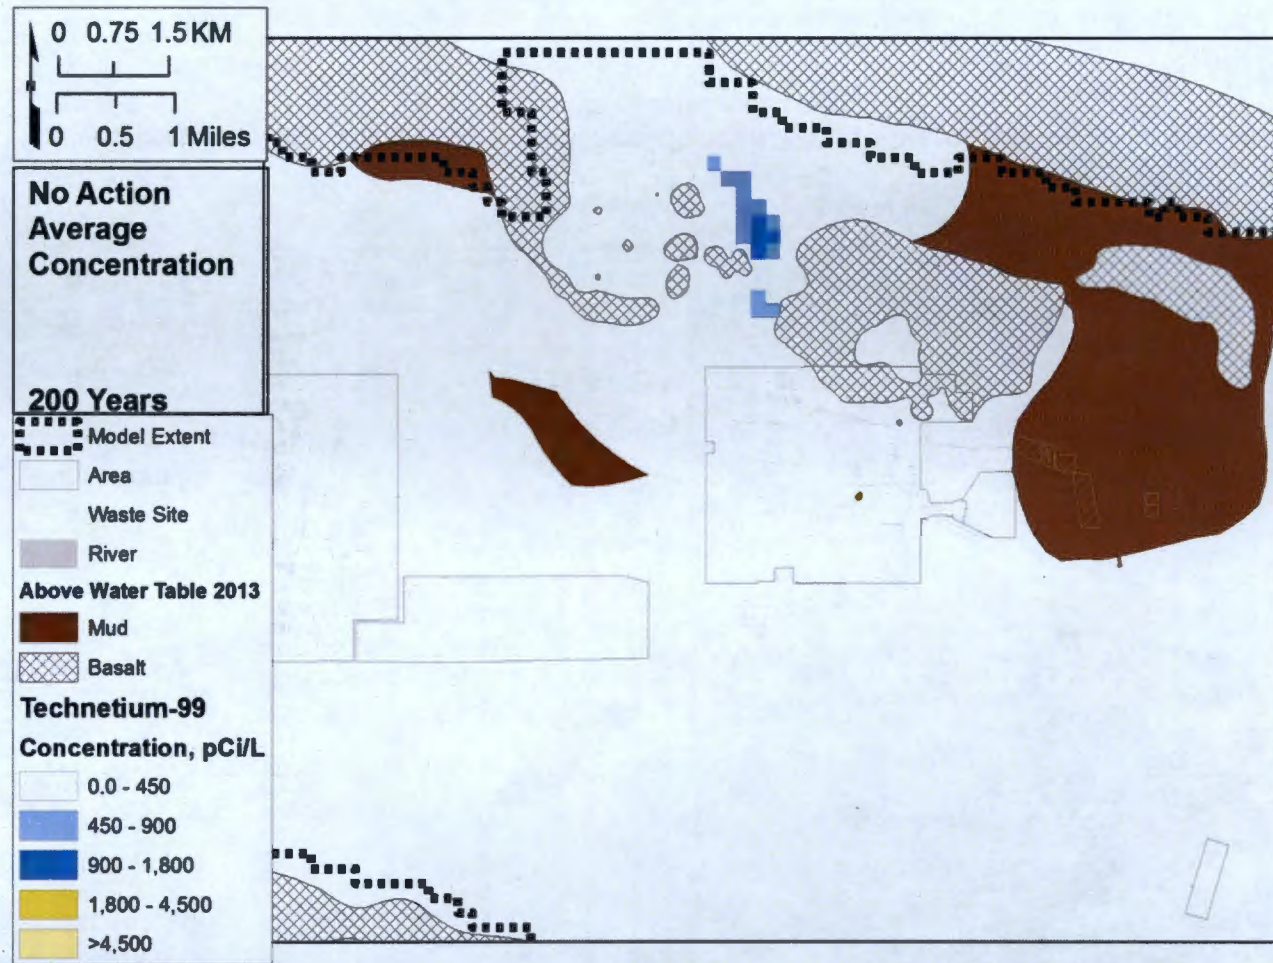 0 0.75 1.5 KM
0 0.5 1 Miles
No Action
Average
Concentration
200 Years
Model Extent
Area
Waste Site
River
Above Water Table 2013
Mud
Basalt
Technetium-99
Concentration, pCi/L
0.0 - 450
450 - 900
900 - 1,800
1,800 - 4,500
>4,500